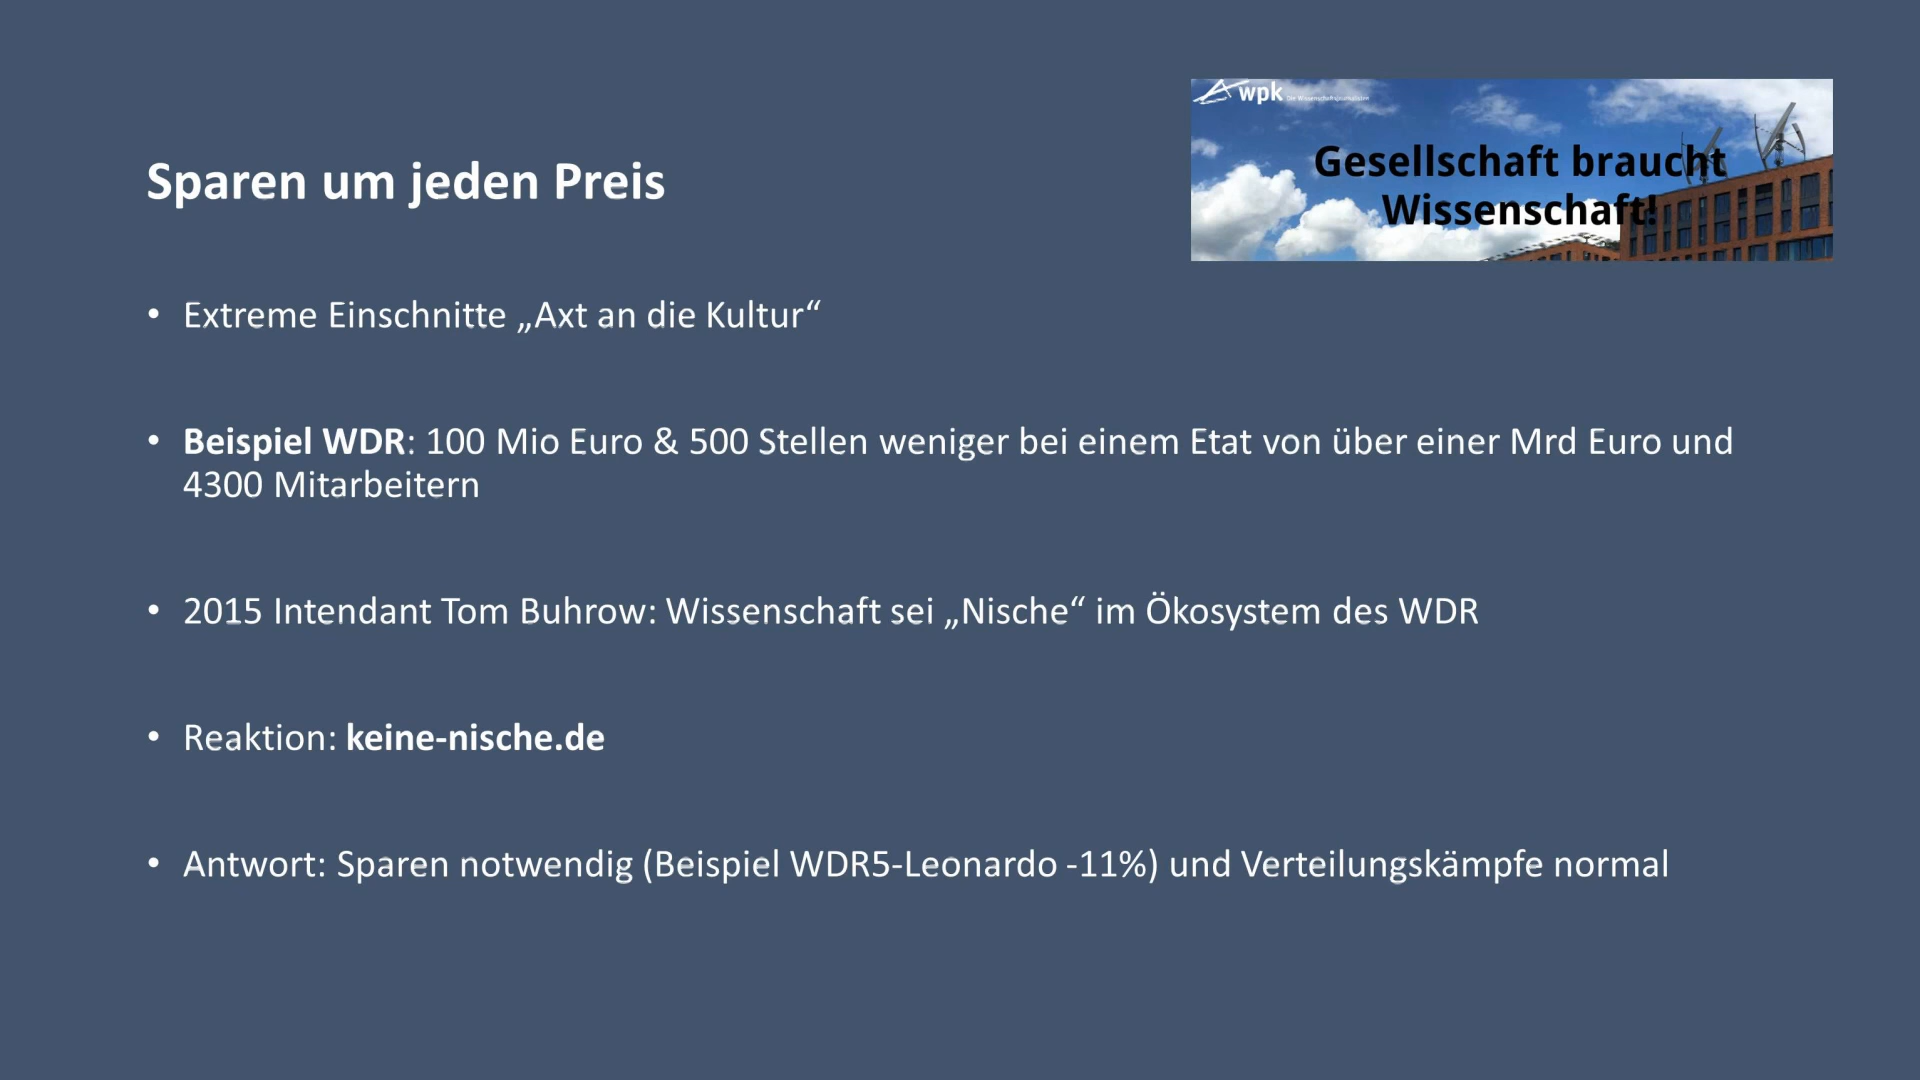 wpk Die Wissenschaftsjournalisten
Gesellschaft braucht
Wissenschaft!
Sparen um jeden Preis
• Extreme Einschnitte „Axt an die Kultur“
• Beispiel WDR: 100 Mio Euro & 500 Stellen weniger bei einem Etat von über einer Mrd Euro und
4300 Mitarbeitern
• 2015 Intendant Tom Buhrow: Wissenschaft sei „Nische“ im Ökosystem des WDR
• Reaktion: keine-nische.de
• Antwort: Sparen notwendig (Beispiel WDR5-Leonardo -11%) und Verteilungskämpfe normal